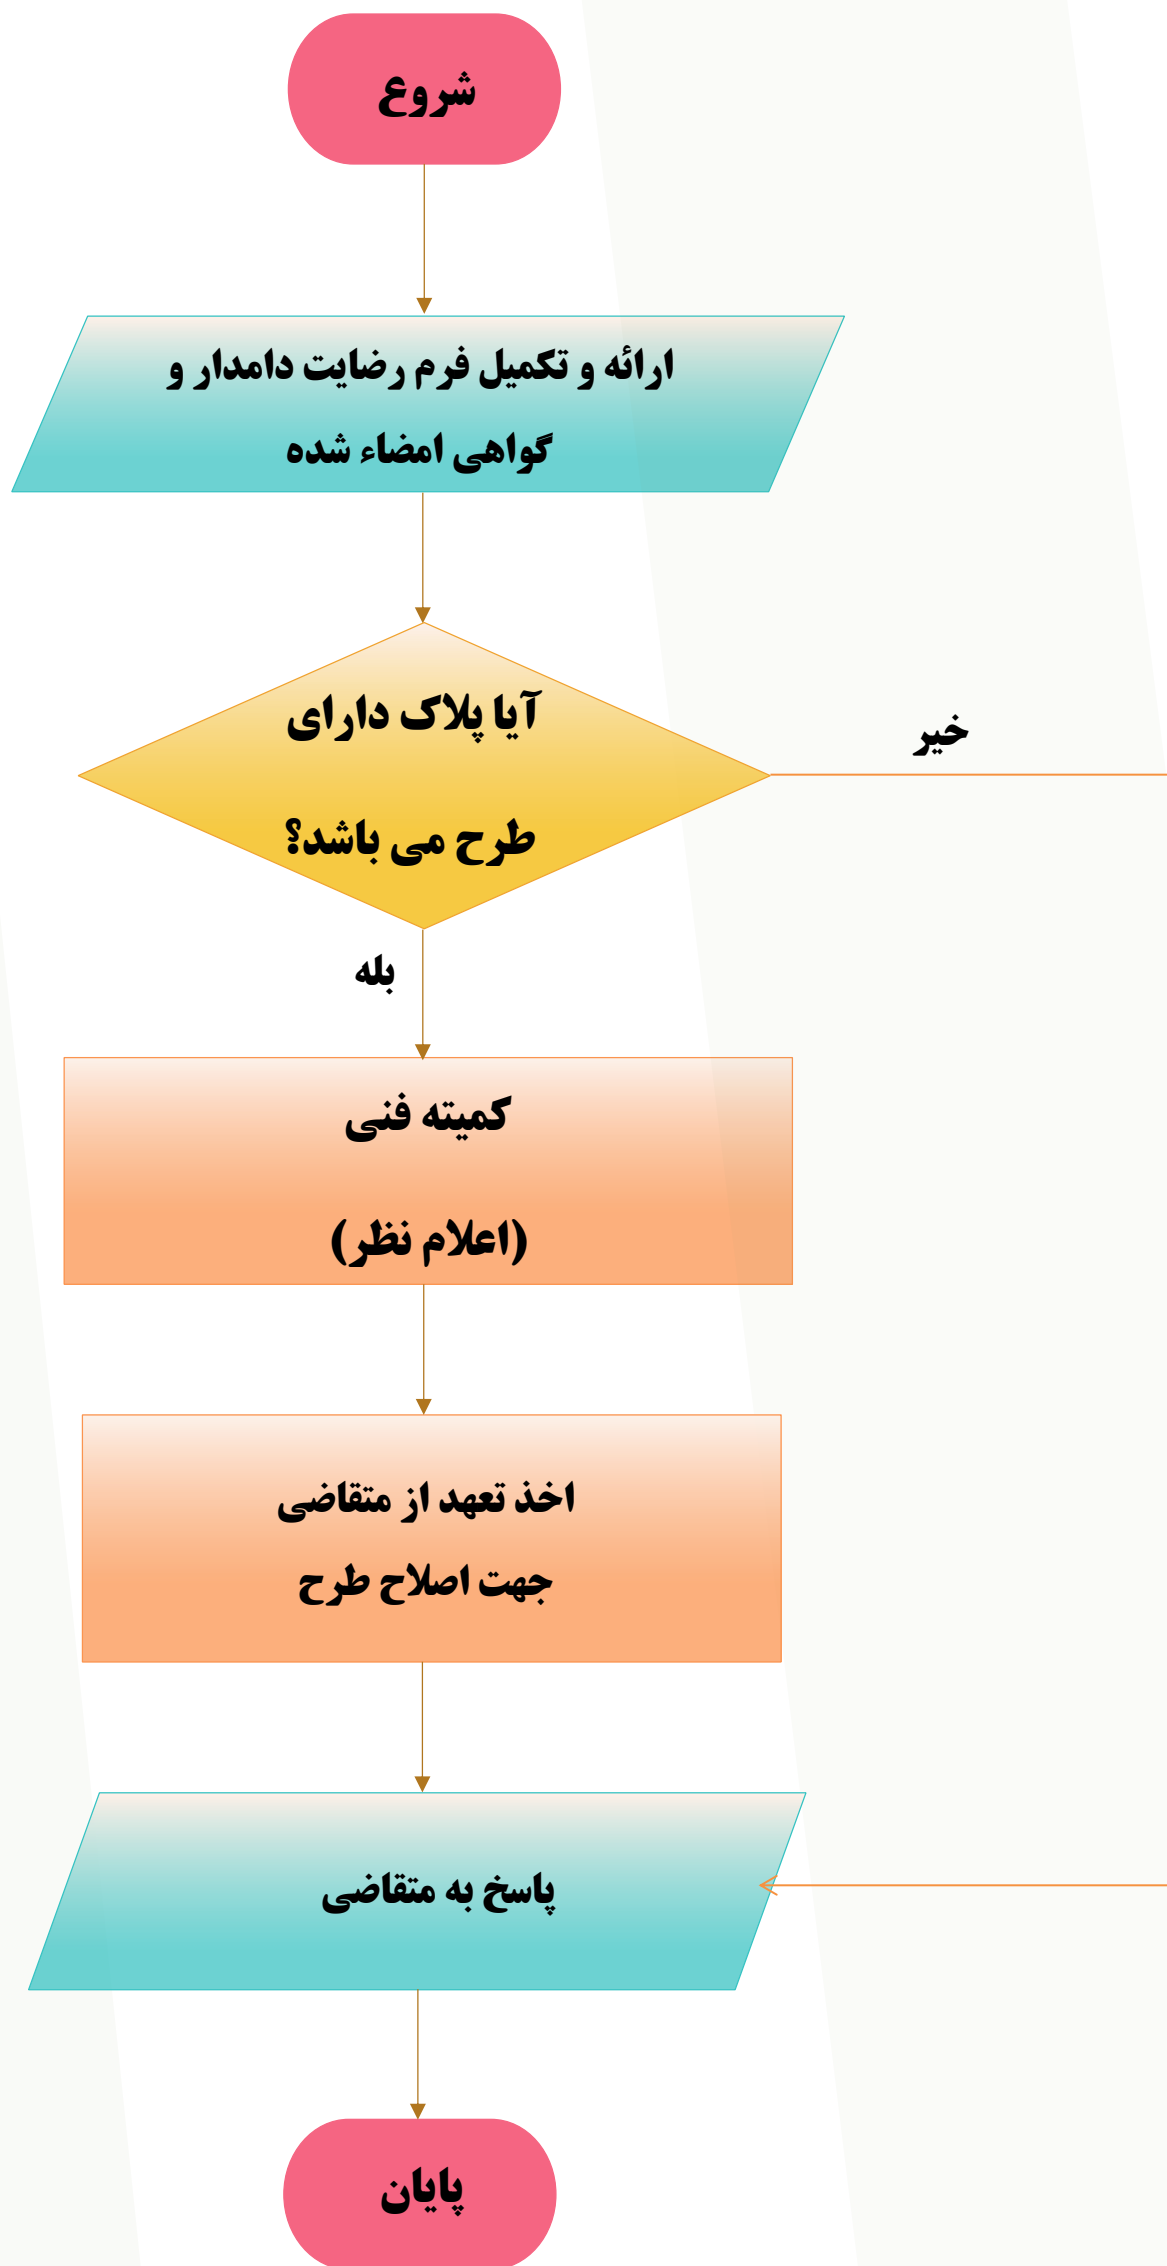 شروع
ارائه و تکمیل فرم رضایت دامدار و
گواهی امضاء شده
آیا پلاک دارای
طرح می باشد؟
خیر
بله
کمیته فنی
(اعلام نظر)
اخذ تعهد از متقاضی
جهت اصلاح طرح
پاسخ به متقاضی
پایان